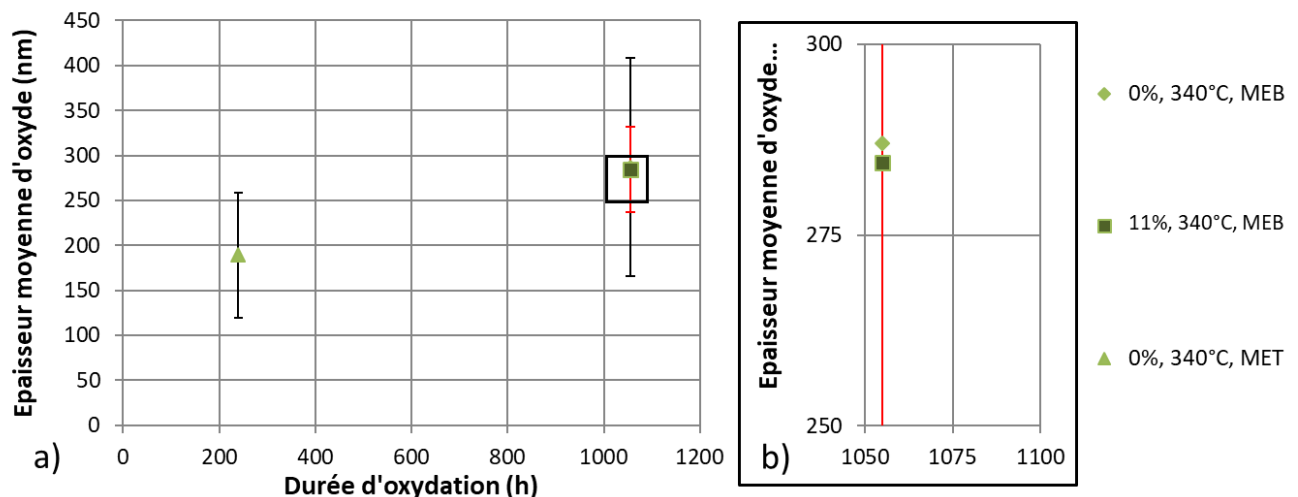 Epaisseur moyenne d'oxyde (nm)
450
400
350
300
250
200
150
100
50
0
0 200 400 600 800 1000 1200
Durée d'oxydation (h)
a)
Epaisseur moyenne d'oxyde...
300
275
250
1050 1075 1100
b)
0%, 340°C, MEB
11%, 340°C, MEB
0%, 340°C, MET